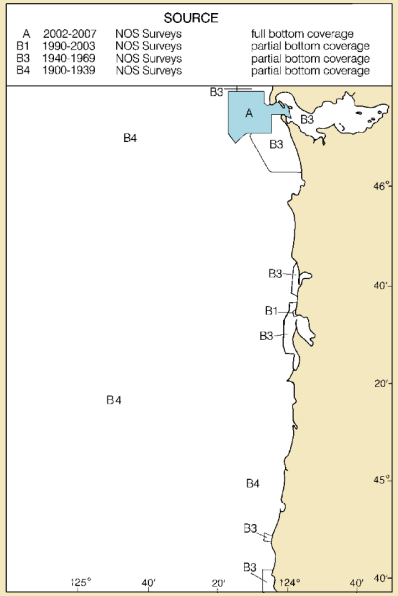 SOURCE
A 2002-2007 NOS Surveys full bottom coverage
B1 1990-2003 NOS Surveys partial bottom coverage
B3 1940-1969 NOS Surveys partial bottom coverage
B4 1900-1939 NOS Surveys partial bottom coverage
B3
A
B3
B4
B3
46°
B3
40'
B1
B3
20'
B4
45°
B4
B3
B3
125° 40' 20' 124° 40' 40'